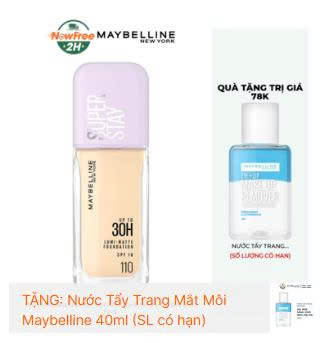 NowFree
2H
MAYBELLINE
NEW YORK
QUÀ TẶNG TRỊ GIÁ
78K
SUPER
STAY
MAYBELLINE
UP TO
30H
LUMI-MATTE
FOUNDATION
SPF 16
110
MAYBELLINE
EYE+LIP
MAKE UP
REMOVER
NƯỚC TẨY TRANG...
(SỐ LƯỢNG CÓ HẠN)
TẶNG: Nước Tẩy Trang Mắt Môi
Maybelline 40ml (SL có hạn)